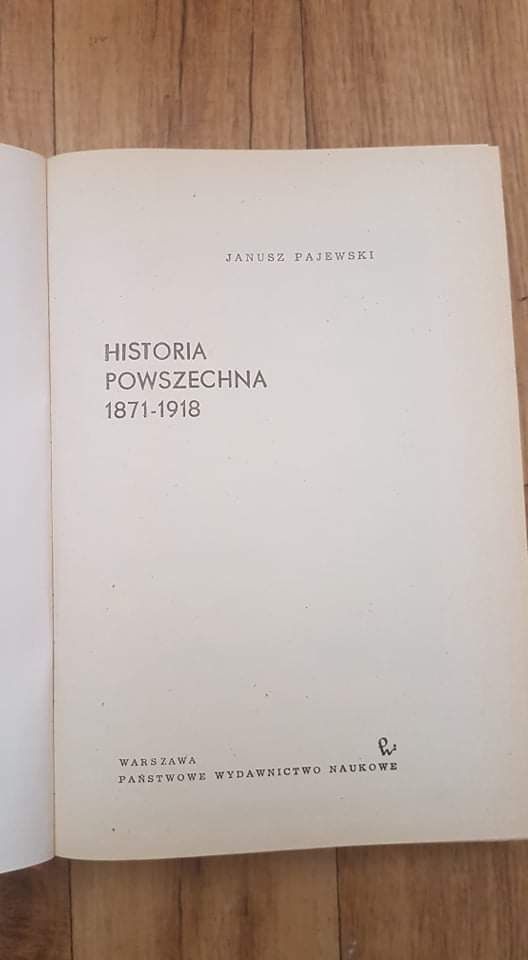 JANUSZ PAJEWSKI
HISTORIA
POWSZECHNA
1871-1918
WARSZAWA
PAŃSTWOWE WYDAWNICTWO NAUKOWE